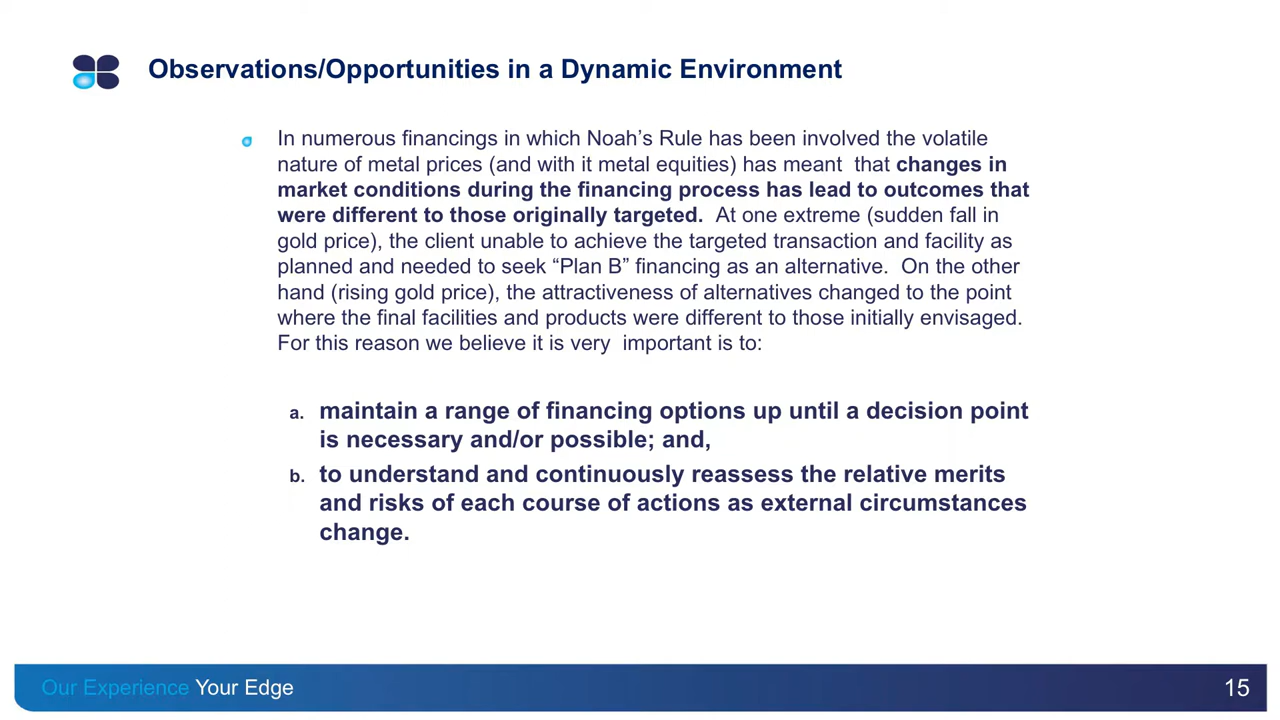 Observations/Opportunities in a Dynamic Environment
In numerous financings in which Noah’s Rule has been involved the volatile
nature of metal prices (and with it metal equities) has meant  that changes in
market conditions during the financing process has lead to outcomes that
were different to those originally targeted.  At one extreme (sudden fall in
gold price), the client unable to achieve the targeted transaction and facility as
planned and needed to seek “Plan B” financing as an alternative.  On the other
hand (rising gold price), the attractiveness of alternatives changed to the point
where the final facilities and products were different to those initially envisaged.
For this reason we believe it is very  important is to:
a. maintain a range of financing options up until a decision point
is necessary and/or possible; and,
b. to understand and continuously reassess the relative merits
and risks of each course of actions as external circumstances
change.
Our Experience Your Edge
15